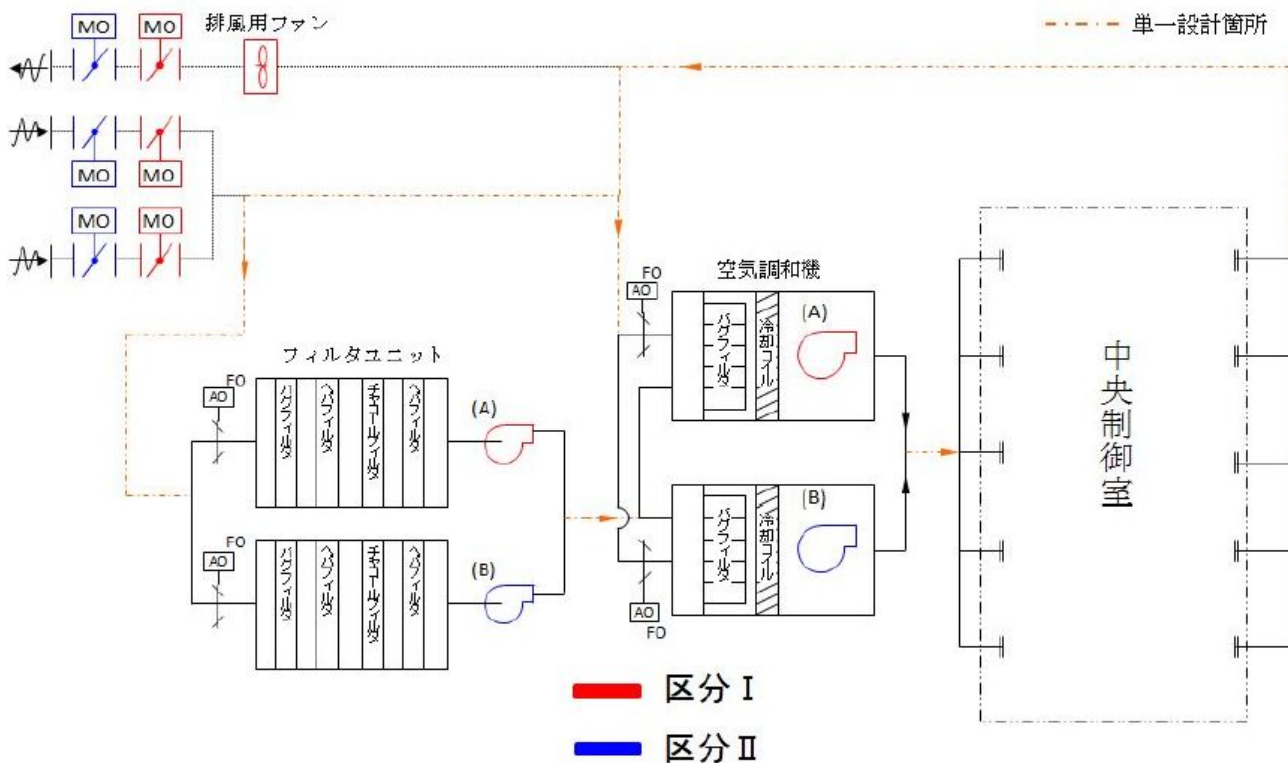 MO
MO
排風用ファン
単一設計箇所
MO
MO
MO
MO
空気調和機
FO
AO
バグフィルタ
冷却コイル
(A)
フィルタユニット
FO
AO
バグフィルタ
ヘパフィルタ
チャコールフィルタ
ヘパフィルタ
(A)
中央制御室
バグフィルタ
冷却コイル
(B)
AO
FO
FO
AO
バグフィルタ
ヘパフィルタ
チャコールフィルタ
ヘパフィルタ
(B)
区分Ⅰ
区分Ⅱ